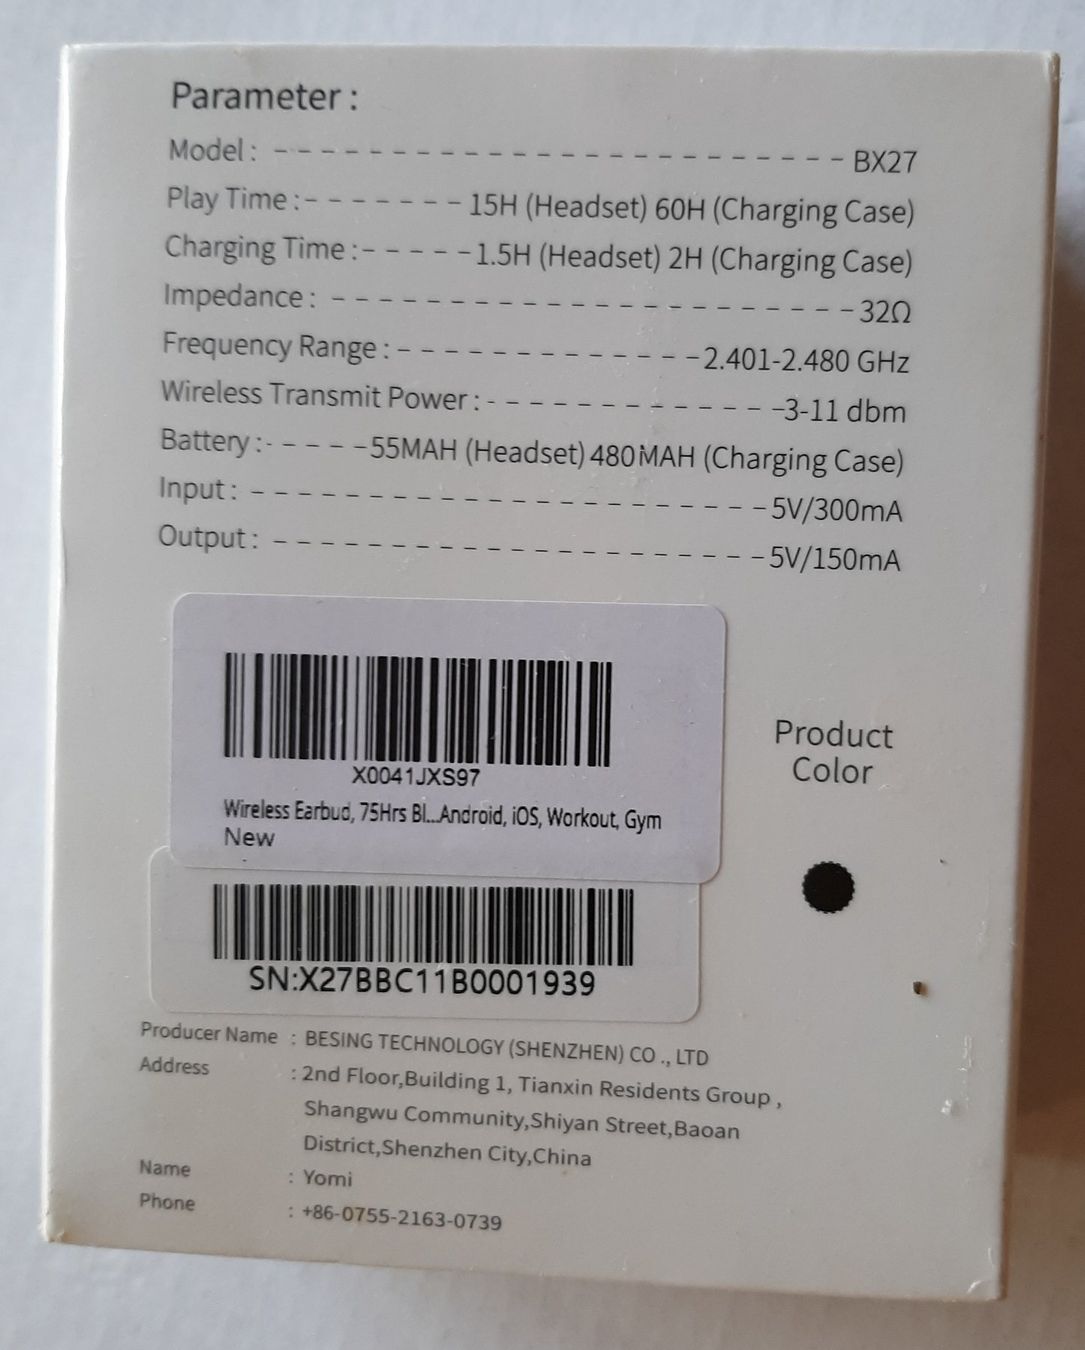 Parameter :
Model : - - - - - - - - - - - - - - - - - - - - - - - - BX27
Play Time : - - - - - - - 15H (Headset) 60H (Charging Case)
Charging Time : - - - - - 1.5H (Headset) 2H (Charging Case)
Impedance : - - - - - - - - - - - - - - - - - - - - - - 32Ω
Frequency Range : - - - - - - - - - - - - - 2.401-2.480 GHz
Wireless Transmit Power : - - - - - - - - - - - - - 3-11 dbm
Battery : - - - - - 55MAH (Headset) 480MAH (Charging Case)
Input : - - - - - - - - - - - - - - - - - - - - - - 5V/300mA
Output : - - - - - - - - - - - - - - - - - - - - - 5V/150mA
X0041JXS97
Wireless Earbud, 75Hrs Bl...Android, iOS, Workout, Gym
New
Product
Color
SN:X27BBC11B0001939
Producer Name : BESING TECHNOLOGY (SHENZHEN) CO ., LTD
Address : 2nd Floor,Building 1, Tianxin Residents Group ,
Shangwu Community,Shiyan Street,Baoan
District,Shenzhen City,China
Name : Yomi
Phone : +86-0755-2163-0739